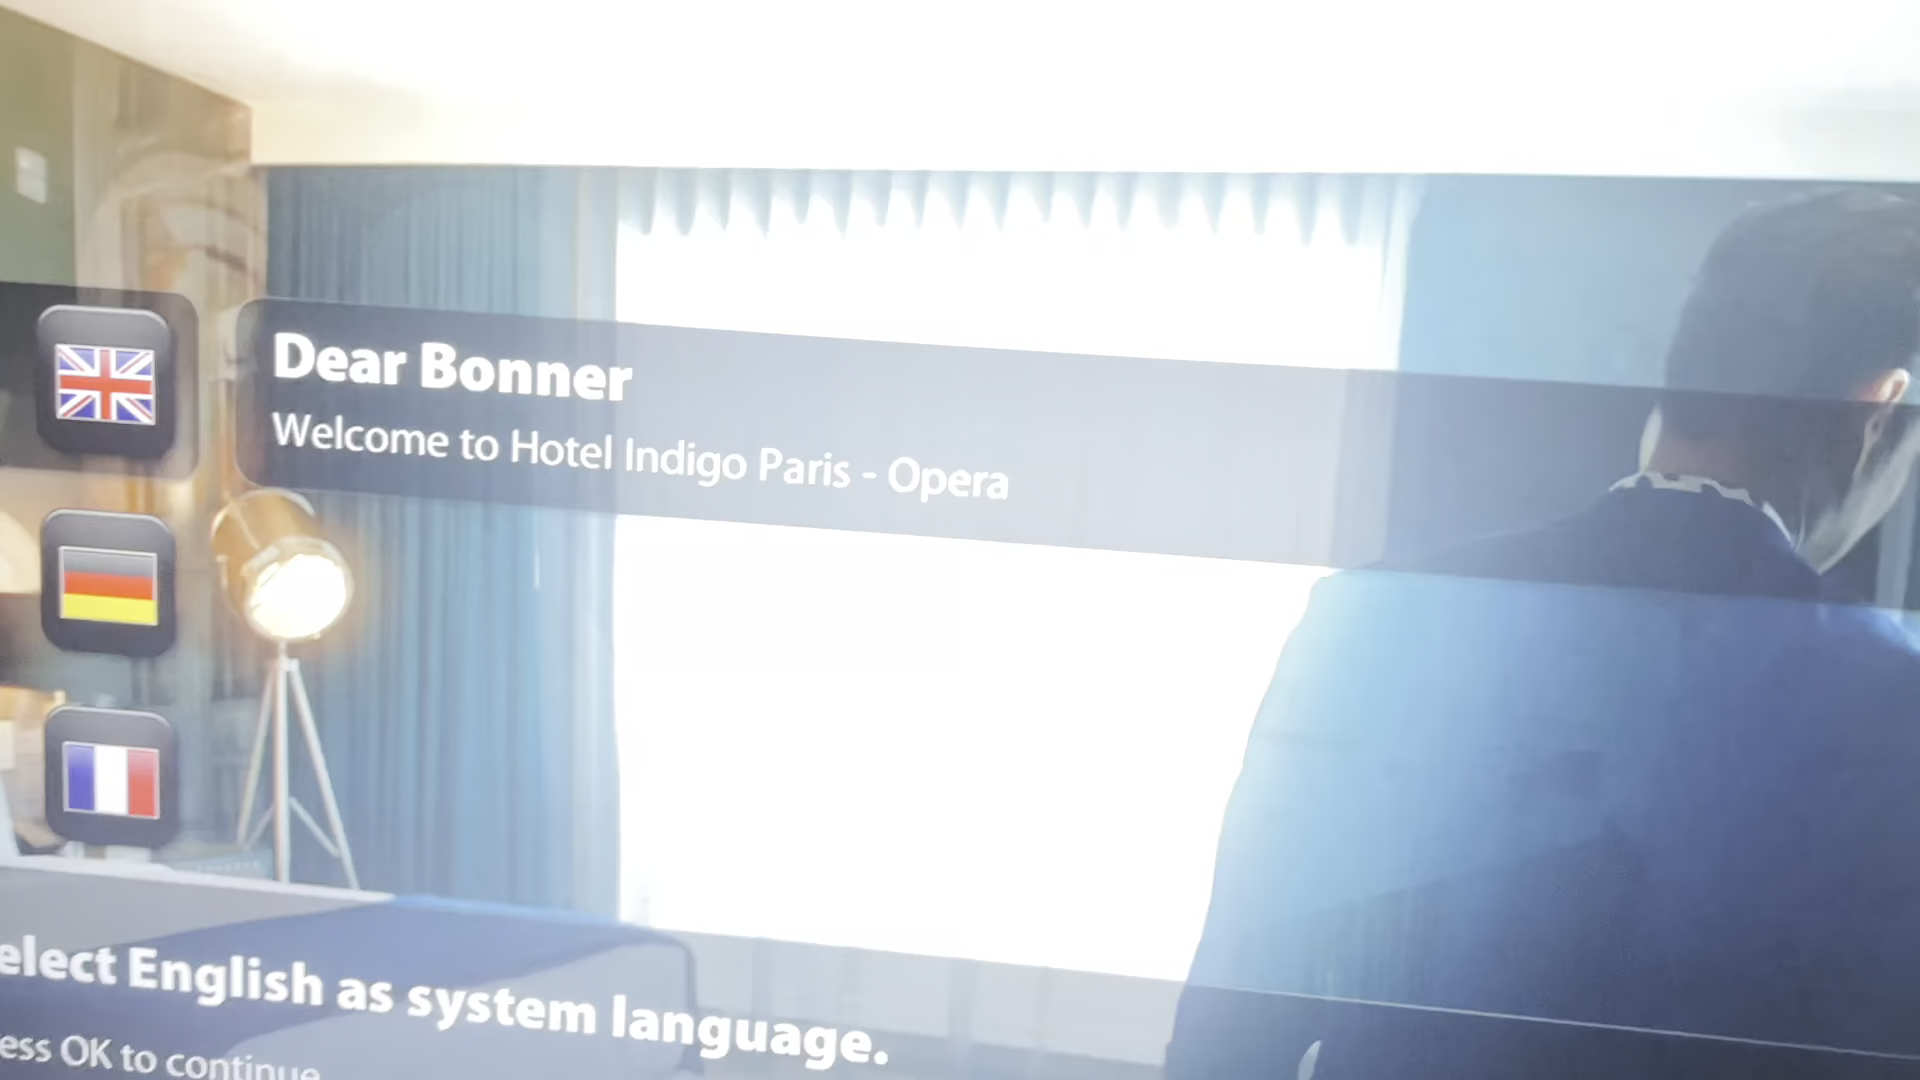 Dear Bonner
Welcome to Hotel Indigo Paris - Opera
elect English as system language.
ess OK to continue